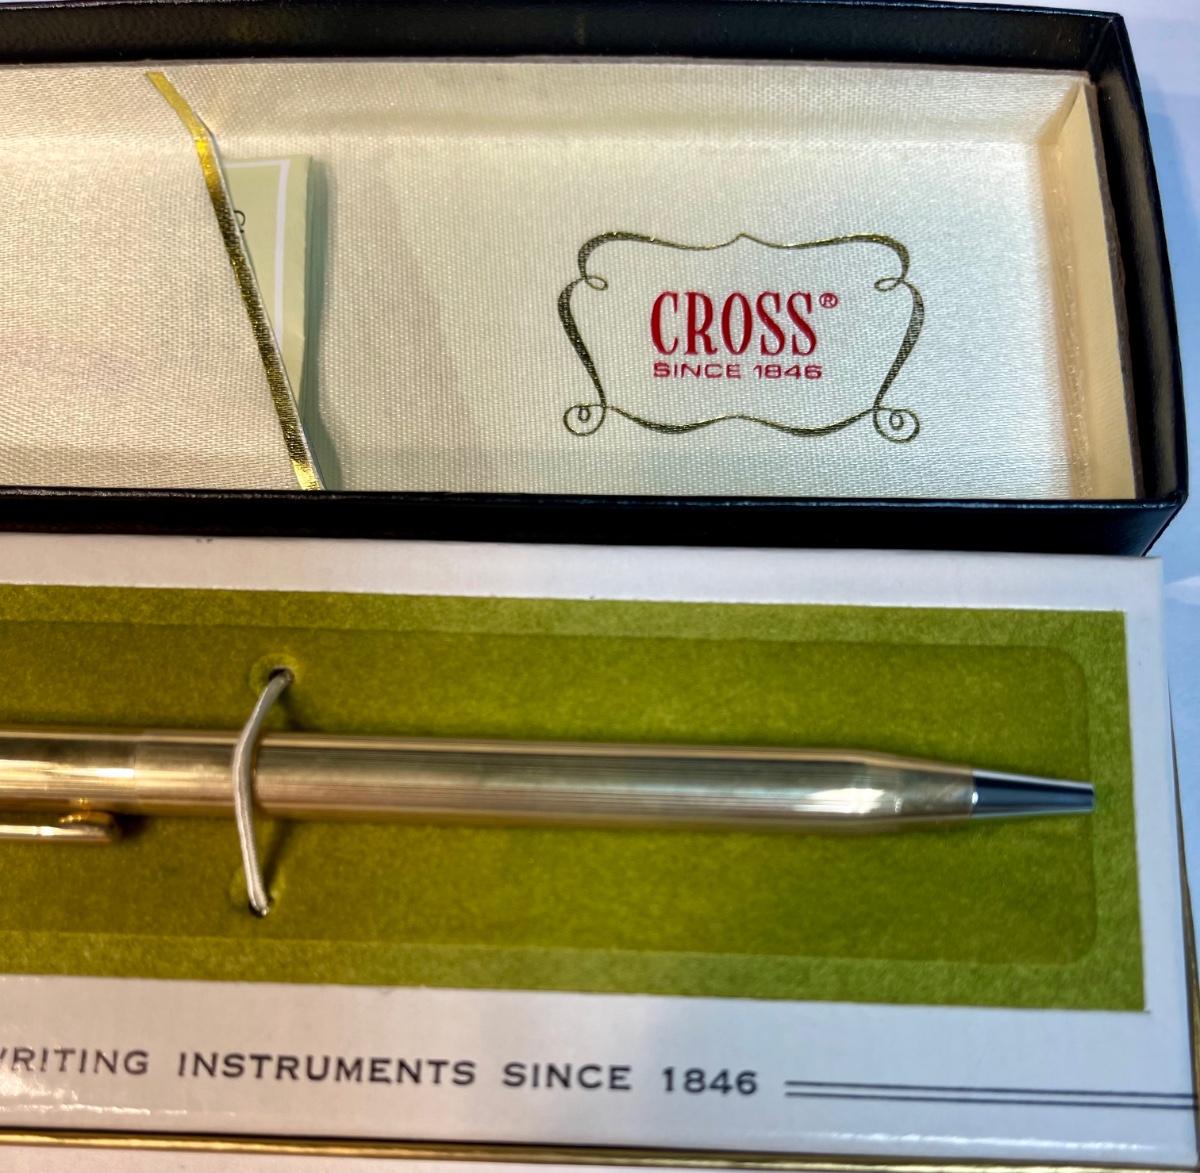 CROSS®
SINCE 1846
WRITING INSTRUMENTS SINCE 1846